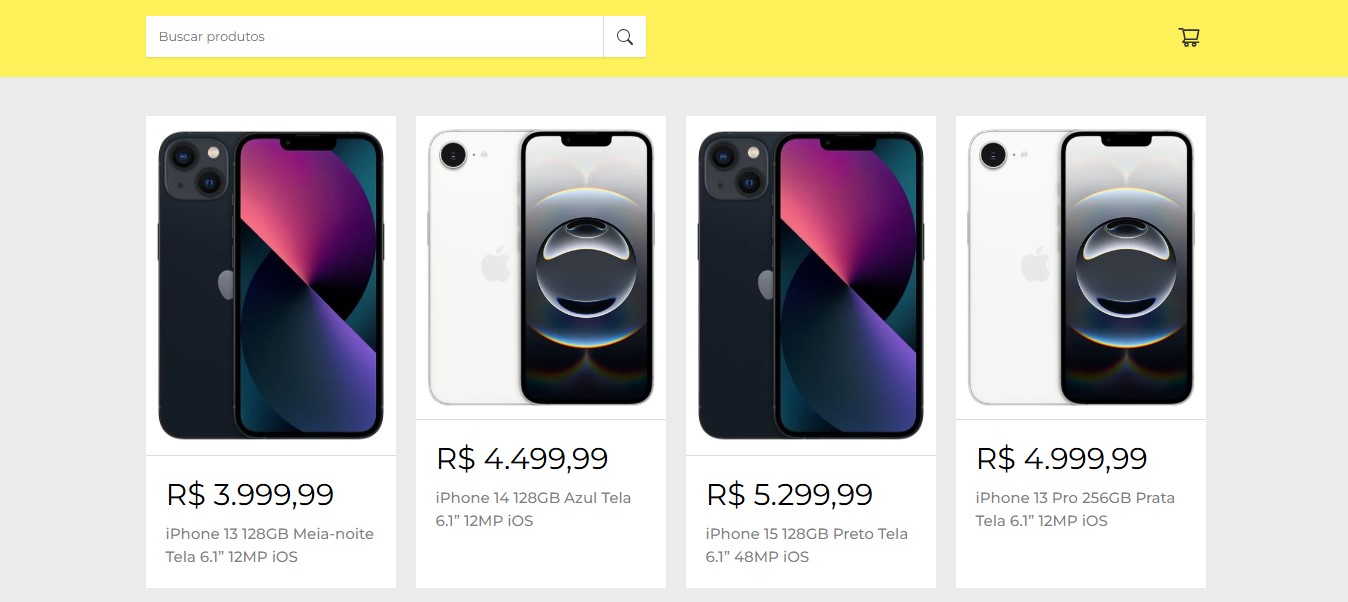 Buscar produtos
R$ 3.999,99
iPhone 13 128GB Meia-noite
Tela 6.1” 12MP iOS
R$ 4.499,99
iPhone 14 128GB Azul Tela
6.1” 12MP iOS
R$ 5.299,99
iPhone 15 128GB Preto Tela
6.1” 48MP iOS
R$ 4.999,99
iPhone 13 Pro 256GB Prata
Tela 6.1” 12MP iOS